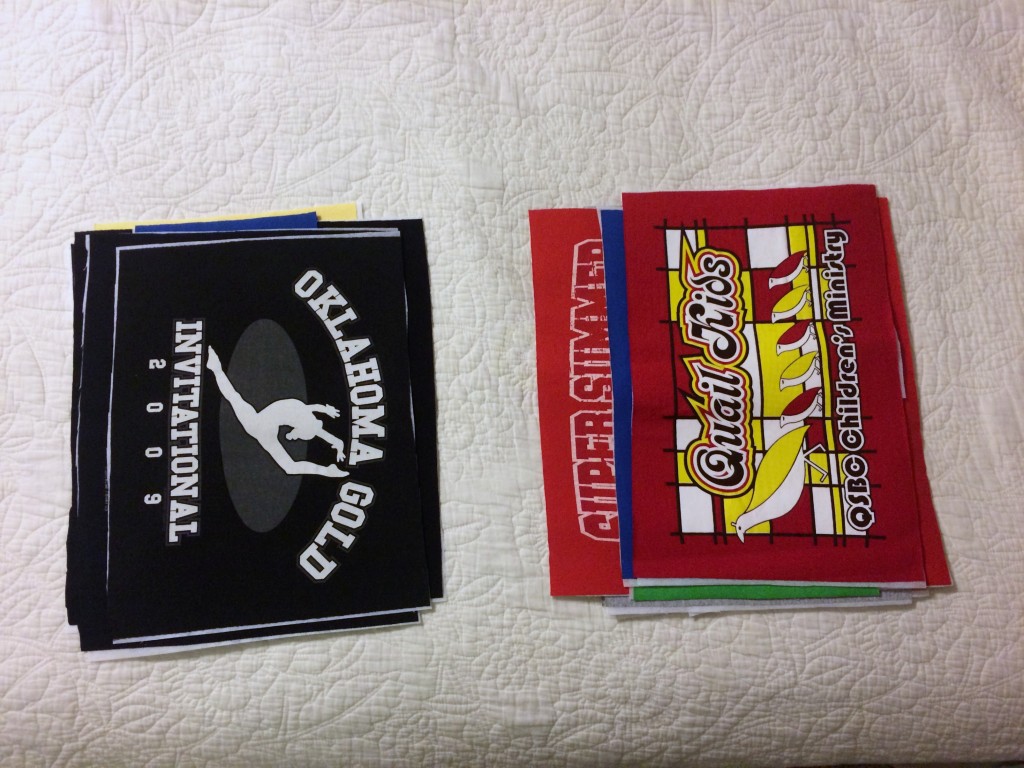 OKLAHOMA GOLD
INVITATIONAL
2009
SUPER SUMMER
Quail Kids
QSBC Children's Ministry